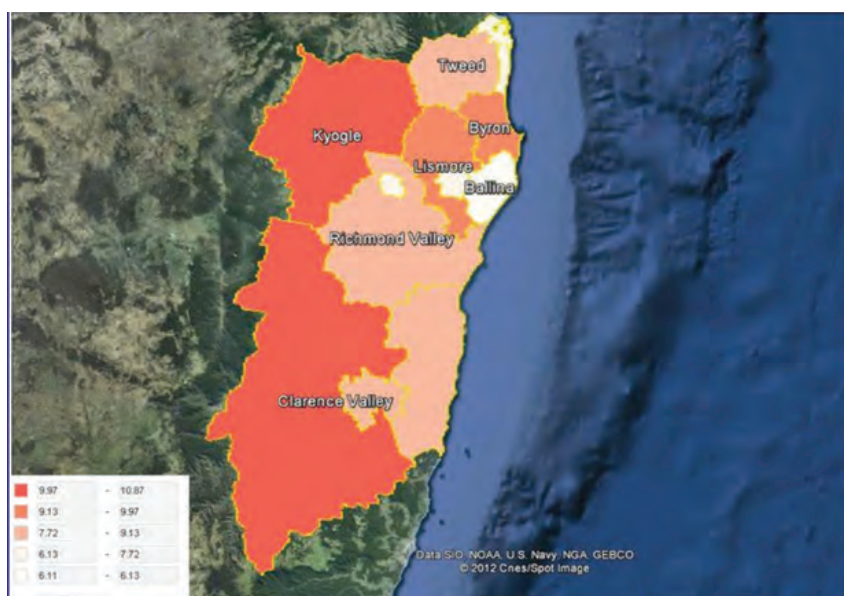 Tweed
Byron
Kyogle
Lismore
Ballina
Richmond Valley
Clarence Valley
9.97 - 10.87
9.13 - 9.97
7.72 - 9.13
6.13 - 7.72
6.11 - 6.13
Data SIO, NOAA, U.S. Navy, NGA, GEBCO
© 2012 Cnes/Spot Image